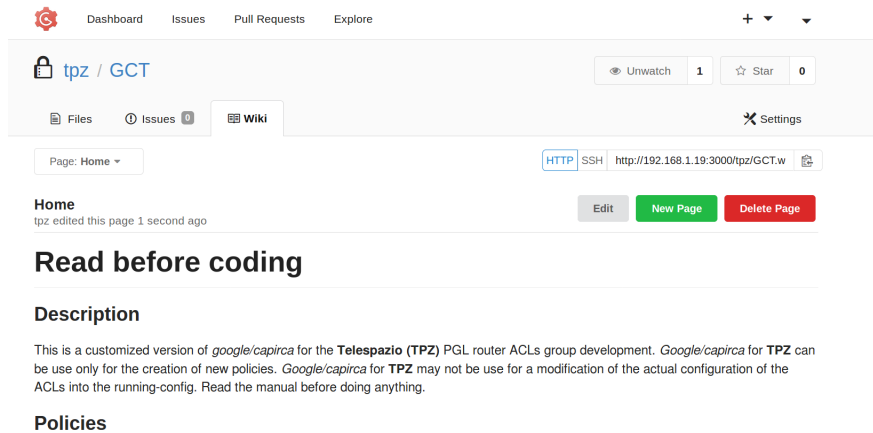 Dashboard Issues Pull Requests Explore
tpz / GCT
Unwatch 1 Star 0
Files Issues 0 Wiki Settings
Page: Home
HTTP SSH http://192.168.1.19:3000/tpz/GCT.w
Home
Edit New Page Delete Page
tpz edited this page 1 second ago
Read before coding
Description
This is a customized version of google/capirca for the Telespazio (TPZ) PGL router ACLs group development. Google/capirca for TPZ can
be use only for the creation of new policies. Google/capirca for TPZ may not be use for a modification of the actual configuration of the
ACLs into the running-config. Read the manual before doing anything.
Policies